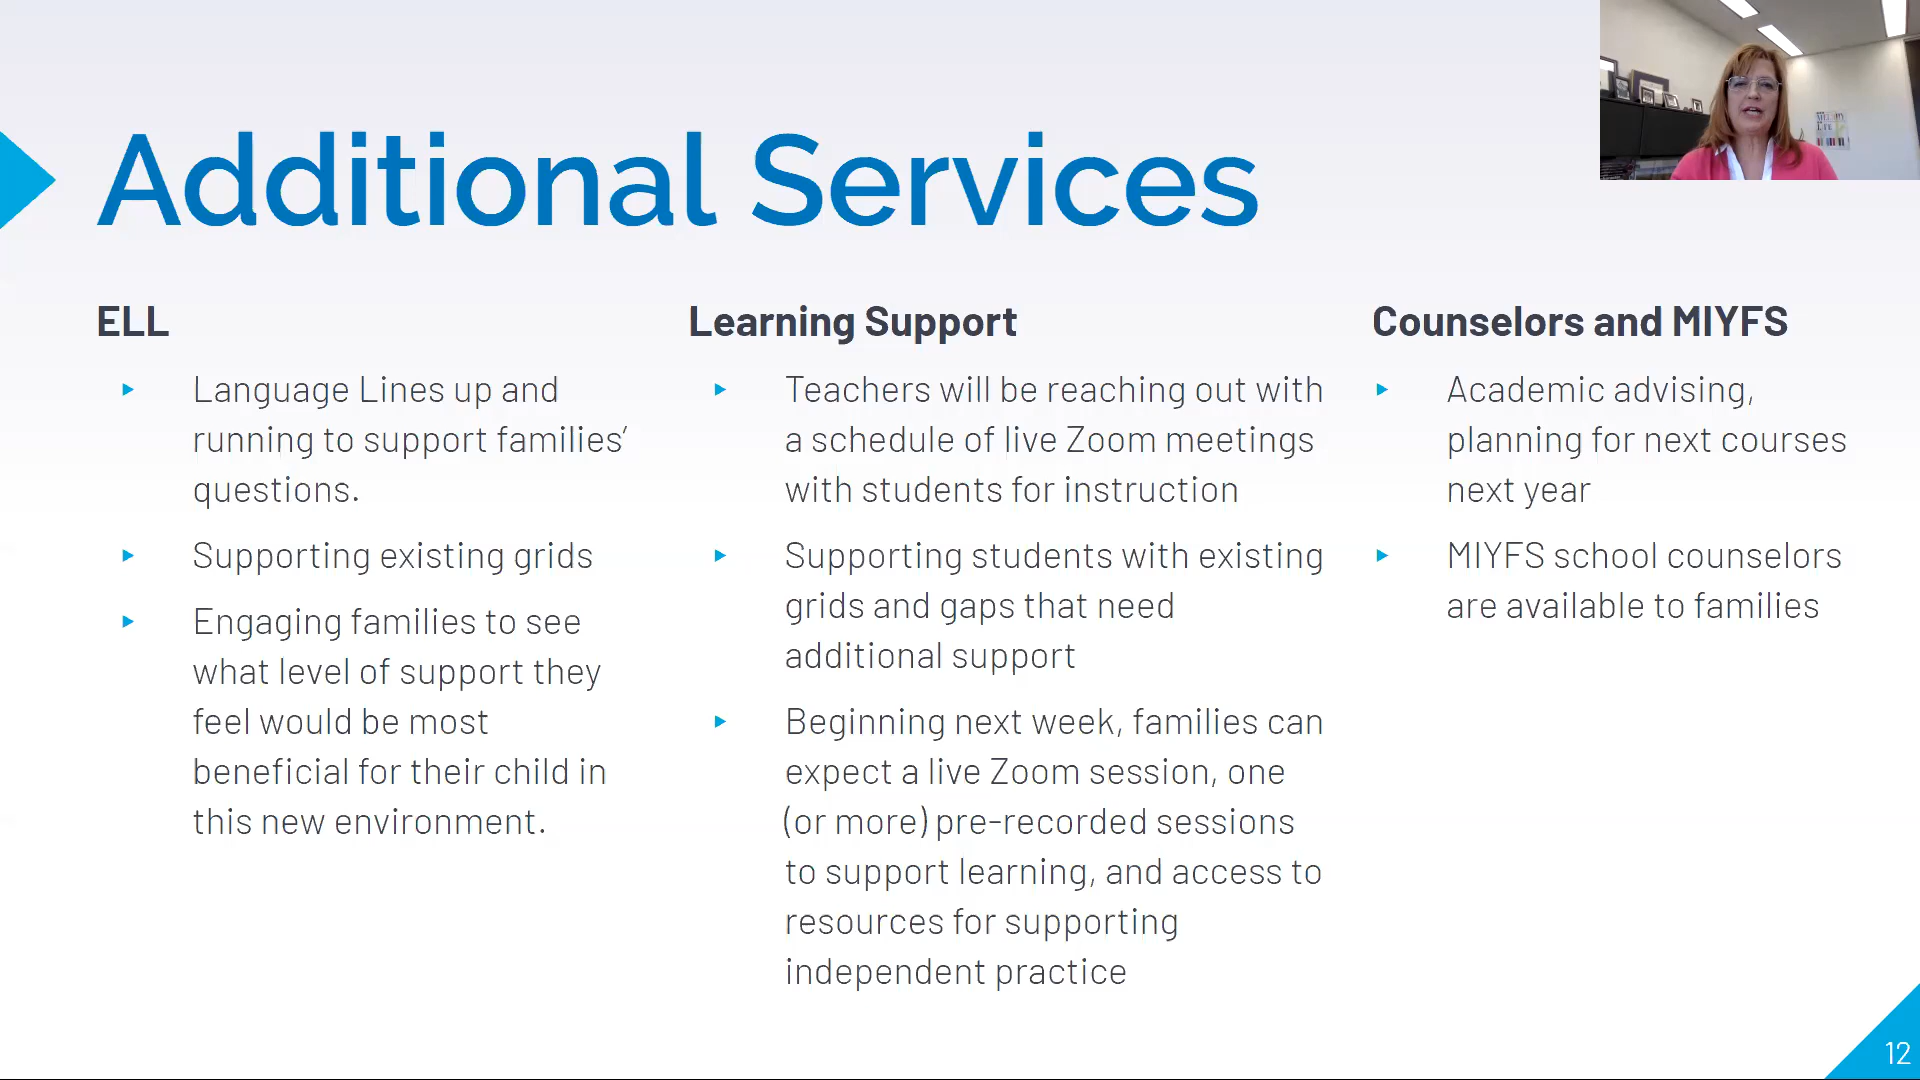 Additional Services
ELL
Language Lines up and
running to support families’
questions.
Supporting existing grids
Engaging families to see
what level of support they
feel would be most
beneficial for their child in
this new environment.
Learning Support
Teachers will be reaching out with
a schedule of live Zoom meetings
with students for instruction
Supporting students with existing
grids and gaps that need
additional support
Beginning next week, families can
expect a live Zoom session, one
(or more) pre-recorded sessions
to support learning, and access to
resources for supporting
independent practice
Counselors and MIYFS
Academic advising,
planning for next courses
next year
MIYFS school counselors
are available to families
12